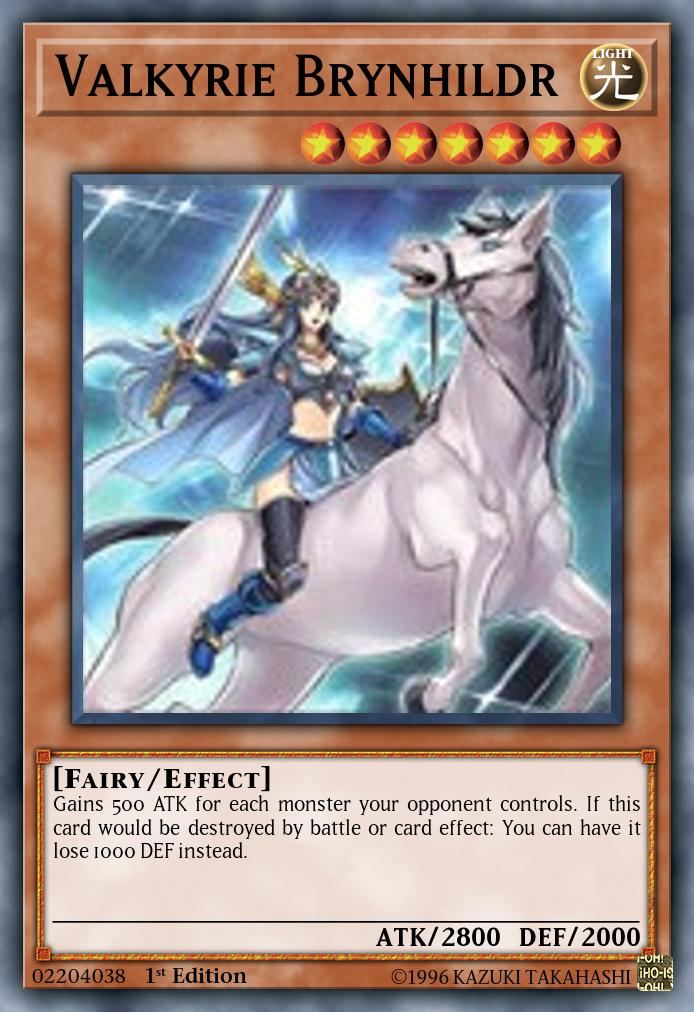 Valkyrie Brynhildr
LIGHT
光
[Fairy/Effect]
Gains 500 ATK for each monster your opponent controls. If this
card would be destroyed by battle or card effect: You can have it
lose 1000 DEF instead.
ATK/2800 DEF/2000
02204038 1st Edition ©1996 KAZUKI TAKAHASHI